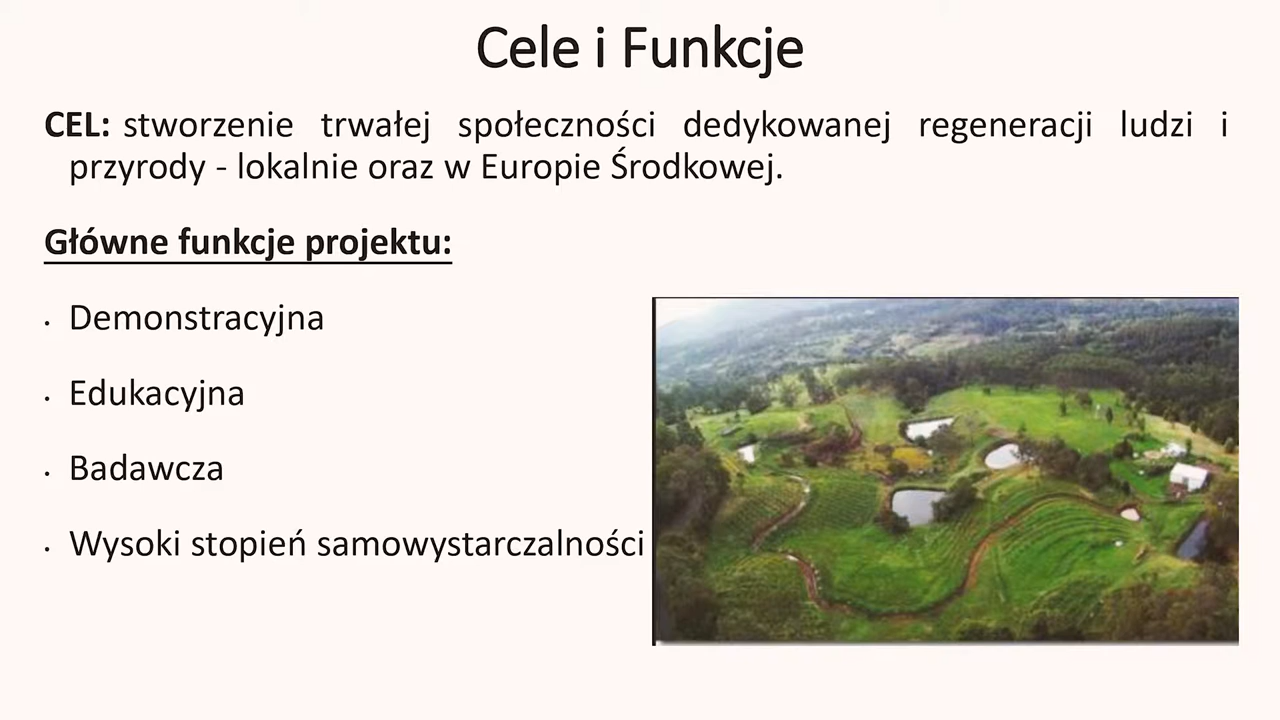 Cele i Funkcje
CEL: stworzenie trwałej społeczności dedykowanej regeneracji ludzi i
przyrody - lokalnie oraz w Europie Środkowej.
Główne funkcje projektu:
• Demonstracyjna
• Edukacyjna
• Badawcza
• Wysoki stopień samowystarczalności